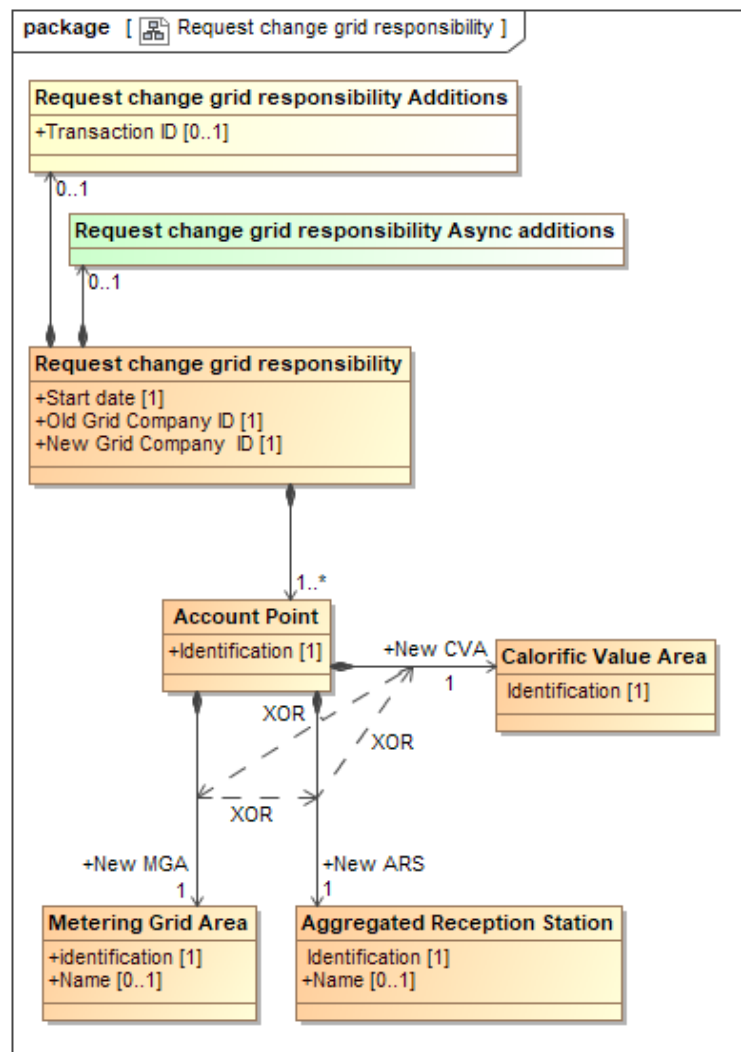 package [ Request change grid responsibility ]
Request change grid responsibility Additions
+Transaction ID [0..1]
0..1
Request change grid responsibility Async additions
0..1
Request change grid responsibility
+Start date [1]
+Old Grid Company ID [1]
+New Grid Company  ID [1]
1..*
Account Point
+Identification [1]
+New CVA
1
Calorific Value Area
Identification [1]
XOR
XOR
XOR
+New MGA
1
+New ARS
1
Metering Grid Area
+identification [1]
+Name [0..1]
Aggregated Reception Station
Identification [1]
+Name [0..1]